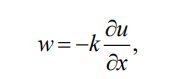 w = −k ∂u/∂x,